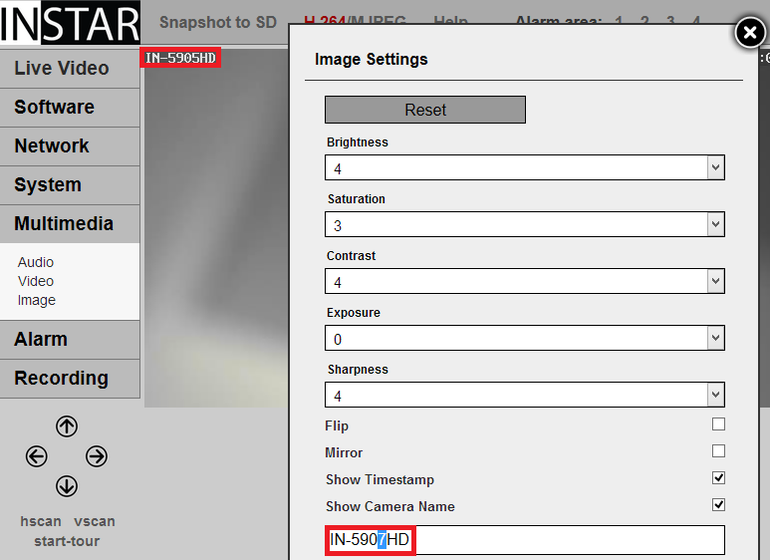 INSTAR
Snapshot to SD H.264/MJPEG Help Alarm area: 1 2 3 4
Live Video
Software
Network
System
Multimedia
Audio
Video
Image
Alarm
Recording
hscan vscan
start-tour
IN-5905HD
Image Settings
Reset
Brightness
4
Saturation
3
Contrast
4
Exposure
0
Sharpness
4
Flip
Mirror
Show Timestamp
Show Camera Name
IN-5907HD